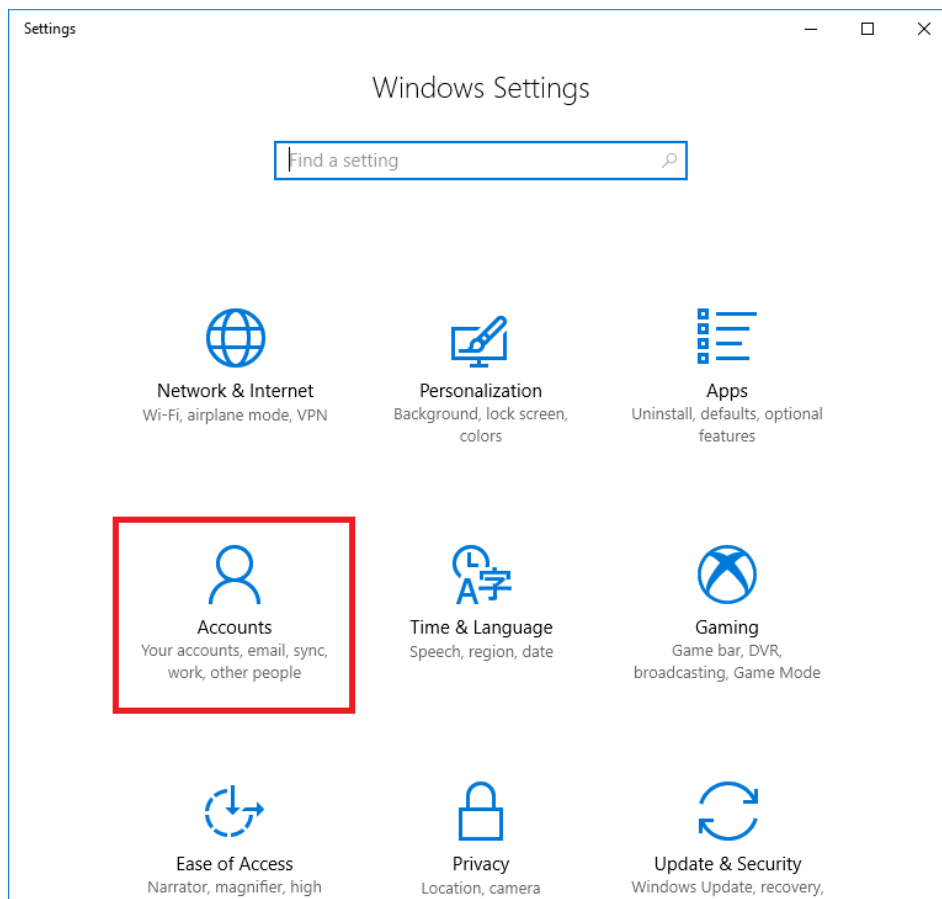 Settings
Windows Settings
Find a setting
Network & Internet
Wi-Fi, airplane mode, VPN
Personalization
Background, lock screen,
colors
Apps
Uninstall, defaults, optional
features
Accounts
Your accounts, email, sync,
work, other people
Time & Language
Speech, region, date
Gaming
Game bar, DVR,
broadcasting, Game Mode
Ease of Access
Narrator, magnifier, high
Privacy
Location, camera
Update & Security
Windows Update, recovery,